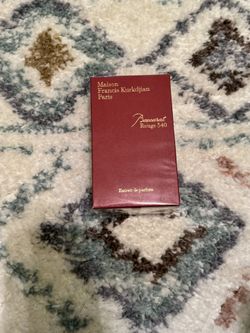 Maison
Francis Kurkdjian
Paris
Baccarat
Rouge 540
Extrait de parfum